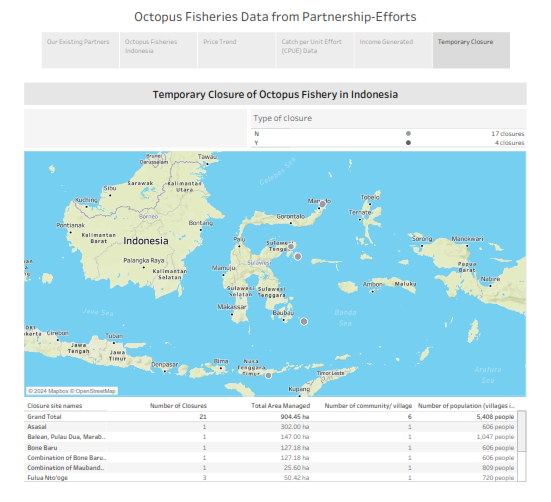 Octopus Fisheries Data from Partnership-Efforts
Our Existing Partners
Octopus Fisheries Indonesia
Price Trend
Catch per Unit Effort (CPUE) Data
Income Generated
Temporary Closure
Temporary Closure of Octopus Fishery in Indonesia
Type of closure
N 17 closures
Y 4 closures
Brunei Darussalam
Tawau
Celebes Sea
Sibu
Sarawak
Kalimantan Utara
Kuching
Borneo
Manado
Tobelo
Ternate
Gorontalo
Pontianak
Bontang
Kalimantan Barat
Indonesia
Palu
Sulawesi Tengah
Sorong
Manokwari
Palangka Raya
Sulawesi
Kalimantan Selatan
Mamuju
Papua Barat
Nabire
Sulawesi Selatan
Sulawesi Tenggara
Ambon
Maluku
Makassar
Baubau
Java Sea
Banda Sea
Cirebon
Tuban
Jawa Tengah
Jawa Timur
Denpasar
Bima
Nusa Tenggara Timur
Timor-Leste
Arafura Sea
Kupang
© 2024 Mapbox © OpenStreetMap
Closure site names Number of Closures Total Area Managed Number of community/ village Number of population (villages i..
Grand Total 21 904.45 ha 6 5,408 people
Asasal 1 302.00 ha 1 606 people
Balean, Pulau Dua, Marab.. 1 147.00 ha 1 1,047 people
Bone Baru 1 127.18 ha 1 606 people
Combination of Bone Baru.. 1 127.18 ha 1 606 people
Combination of Mauband.. 1 25.60 ha 1 809 people
Fulua Nto'oge 3 50.42 ha 1 720 people